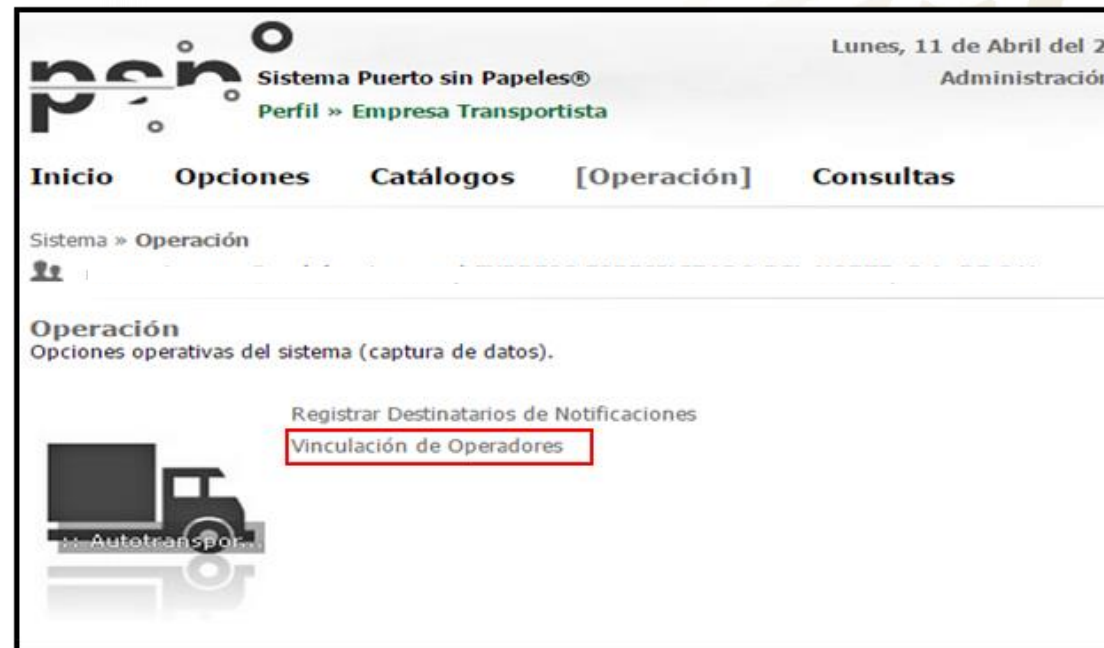 psp
Lunes, 11 de Abril del 2
Sistema Puerto sin Papeles®
Administración
Perfil » Empresa Transportista
Inicio Opciones Catálogos [Operación] Consultas
Sistema » Operación
Operación
Opciones operativas del sistema (captura de datos).
Registrar Destinatarios de Notificaciones
Vinculación de Operadores
:: Autotranspor...